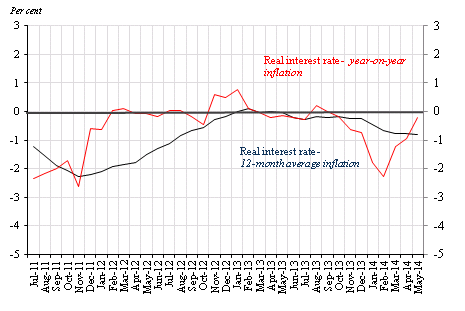 Per cent
3 3
2 2
1 1
0 0
-1 -1
-2 -2
-3 -3
-4 -4
-5 -5
Real interest rate- year-on-year
inflation
Real interest rate-
12-month average inflation
Jul-11
Aug-11
Sep-11
Oct-11
Nov-11
Dec-11
Jan-12
Feb-12
Mar-12
Apr-12
May-12
Jun-12
Jul-12
Aug-12
Sep-12
Oct-12
Nov-12
Dec-12
Jan-13
Feb-13
Mar-13
Apr-13
May-13
Jun-13
Jul-13
Aug-13
Sep-13
Oct-13
Nov-13
Dec-13
Jan-14
Feb-14
Mar-14
Apr-14
May-14